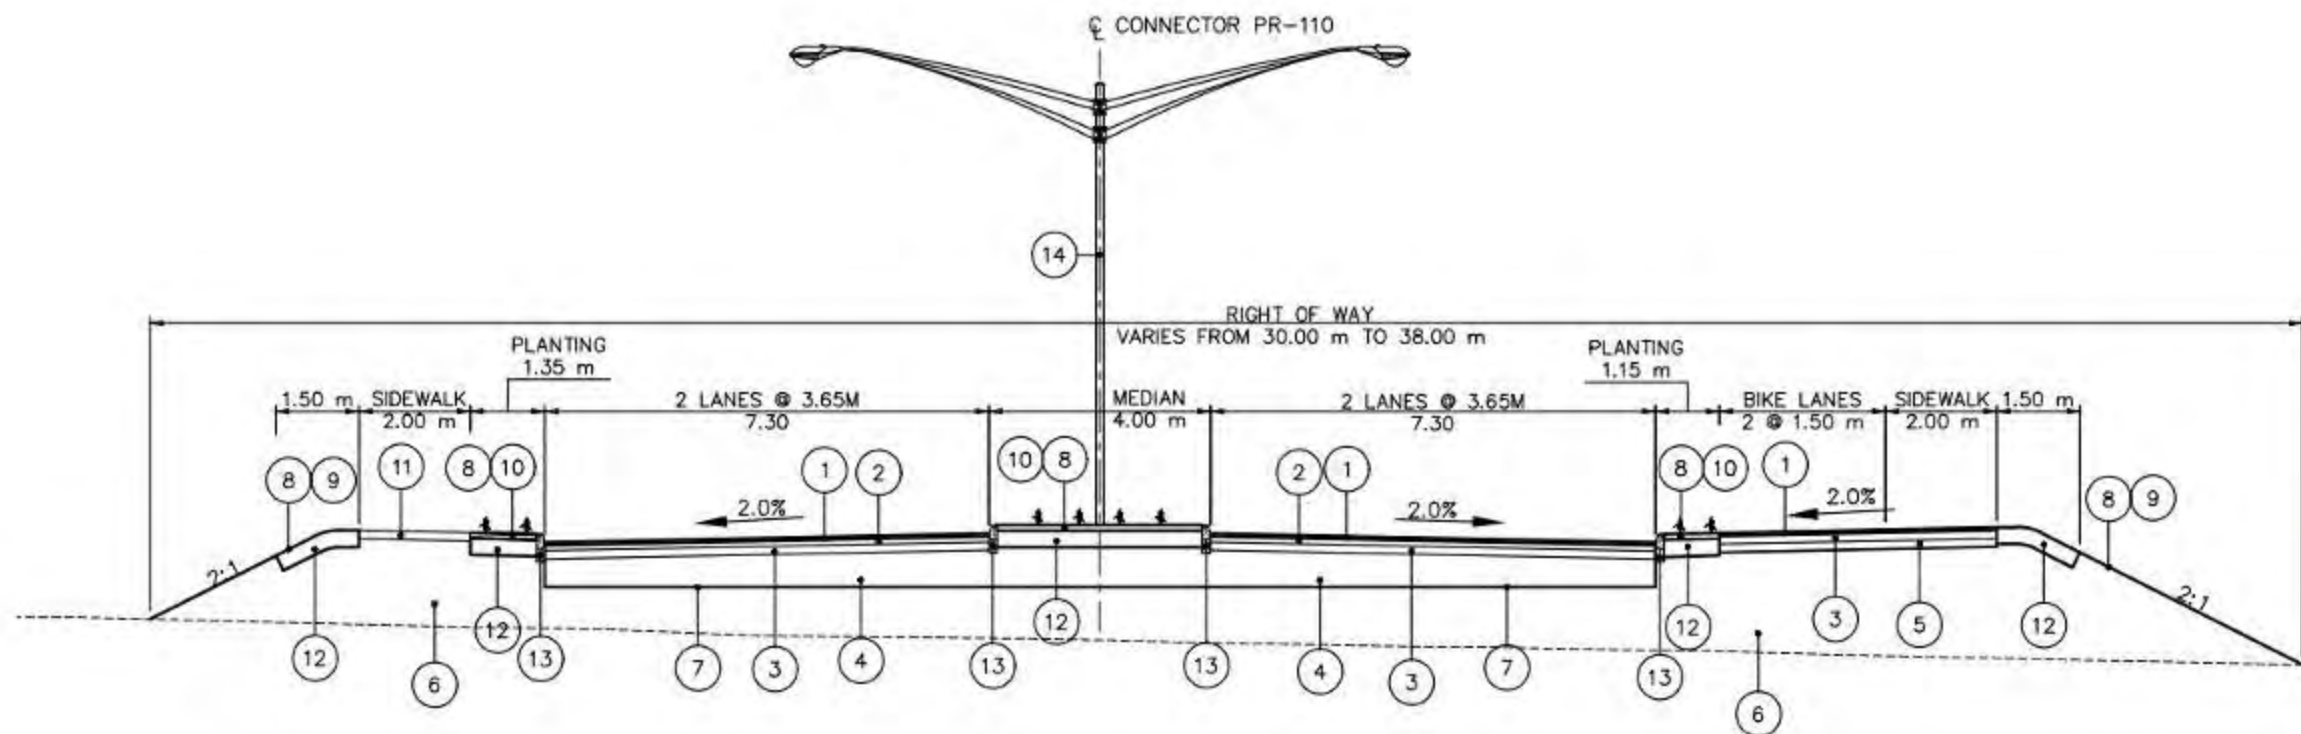 ℄ CONNECTOR PR-110
14
RIGHT OF WAY
VARIES FROM 30.00 m TO 38.00 m
PLANTING
1.35 m
PLANTING
1.15 m
1.50 m
SIDEWALK
2.00 m
2 LANES @ 3.65M
7.30
MEDIAN
4.00 m
2 LANES @ 3.65M
7.30
BIKE LANES
2 @ 1.50 m
SIDEWALK
2.00 m
1.50 m
8 9
11
8 10
1 2
10 8
2 1
8 10
1
8 9
2.0%
2.0%
2.0%
2:1
2:1
12
6
12
13
7
3
4
13
12
13
4
3
7
13
12
6
3
5
12